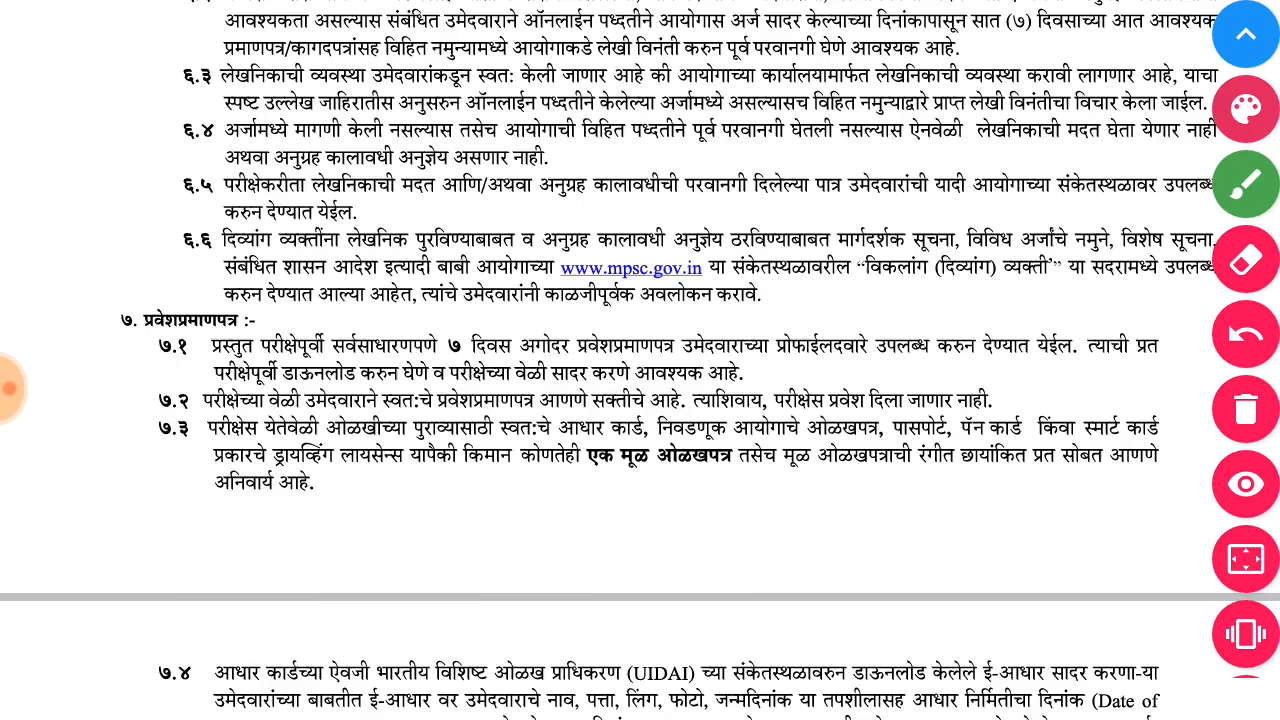 आवश्यकता असल्यास संबंधित उमेदवाराने ऑनलाईन पध्दतीने आयोगास अर्ज सादर केल्याच्या दिनांकापासून सात (७) दिवसाच्या आत आवश्यक
प्रमाणपत्र/कागदपत्रांसह विहित नमुन्यामध्ये आयोगाकडे लेखी विनंती करुन पूर्व परवानगी घेणे आवश्यक आहे.
६.३ लेखनिकाची व्यवस्था उमेदवारांकडून स्वत: केली जाणार आहे की आयोगाच्या कार्यालयामार्फत लेखनिकाची व्यवस्था करावी लागणार आहे, याचा
स्पष्ट उल्लेख जाहिरातीस अनुसरुन ऑनलाईन पध्दतीने केलेल्या अर्जामध्ये असल्यासच विहित नमुन्याद्वारे प्राप्त लेखी विनंतीचा विचार केला जाईल.
६.४ अर्जामध्ये मागणी केली नसल्यास तसेच आयोगाची विहित पध्दतीने पूर्व परवानगी घेतली नसल्यास ऐनवेळी लेखनिकाची मदत घेता येणार नाही
अथवा अनुग्रह कालावधी अनुज्ञेय असणार नाही.
६.५ परीक्षेकरीता लेखनिकाची मदत आणि/अथवा अनुग्रह कालावधीची परवानगी दिलेल्या पात्र उमेदवारांची यादी आयोगाच्या संकेतस्थळावर उपलब्ध
करुन देण्यात येईल.
६.६ दिव्यांग व्यक्तींना लेखनिक पुरविण्याबाबत व अनुग्रह कालावधी अनुज्ञेय ठरविण्याबाबत मार्गदर्शक सूचना, विविध अर्जांचे नमुने, विशेष सूचना.
संबंधित शासन आदेश इत्यादी बाबी आयोगाच्या www.mpsc.gov.in या संकेतस्थळावरील “विकलांग (दिव्यांग) व्यक्ती” या सदरामध्ये उपलब्ध
करुन देण्यात आल्या आहेत, त्यांचे उमेदवारांनी काळजीपूर्वक अवलोकन करावे.
७. प्रवेशप्रमाणपत्र :-
७.१ प्रस्तुत परीक्षेपूर्वी सर्वसाधारणपणे ७ दिवस अगोदर प्रवेशप्रमाणपत्र उमेदवाराच्या प्रोफाईलदवारे उपलब्ध करुन देण्यात येईल. त्याची प्रत
परीक्षेपूर्वी डाऊनलोड करुन घेणे व परीक्षेच्या वेळी सादर करणे आवश्यक आहे.
७.२ परीक्षेच्या वेळी उमेदवाराने स्वत:चे प्रवेशप्रमाणपत्र आणणे सक्तीचे आहे. त्याशिवाय, परीक्षेस प्रवेश दिला जाणार नाही.
७.३ परीक्षेस येतेवेळी ओळखीच्या पुराव्यासाठी स्वत:चे आधार कार्ड, निवडणूक आयोगाचे ओळखपत्र, पासपोर्ट, पॅन कार्ड किंवा स्मार्ट कार्ड
प्रकारचे ड्रायव्हिंग लायसेन्स यापैकी किमान कोणतेही एक मूळ ओळखपत्र तसेच मूळ ओळखपत्राची रंगीत छायांकित प्रत सोबत आणणे
अनिवार्य आहे.
७.४ आधार कार्डच्या ऐवजी भारतीय विशिष्ट ओळख प्राधिकरण (UIDAI) च्या संकेतस्थळावरुन डाऊनलोड केलेले ई-आधार सादर करणा-या
उमेदवारांच्या बाबतीत ई-आधार वर उमेदवाराचे नाव, पत्ता, लिंग, फोटो, जन्मदिनांक या तपशीलासह आधार निर्मितीचा दिनांक (Date of